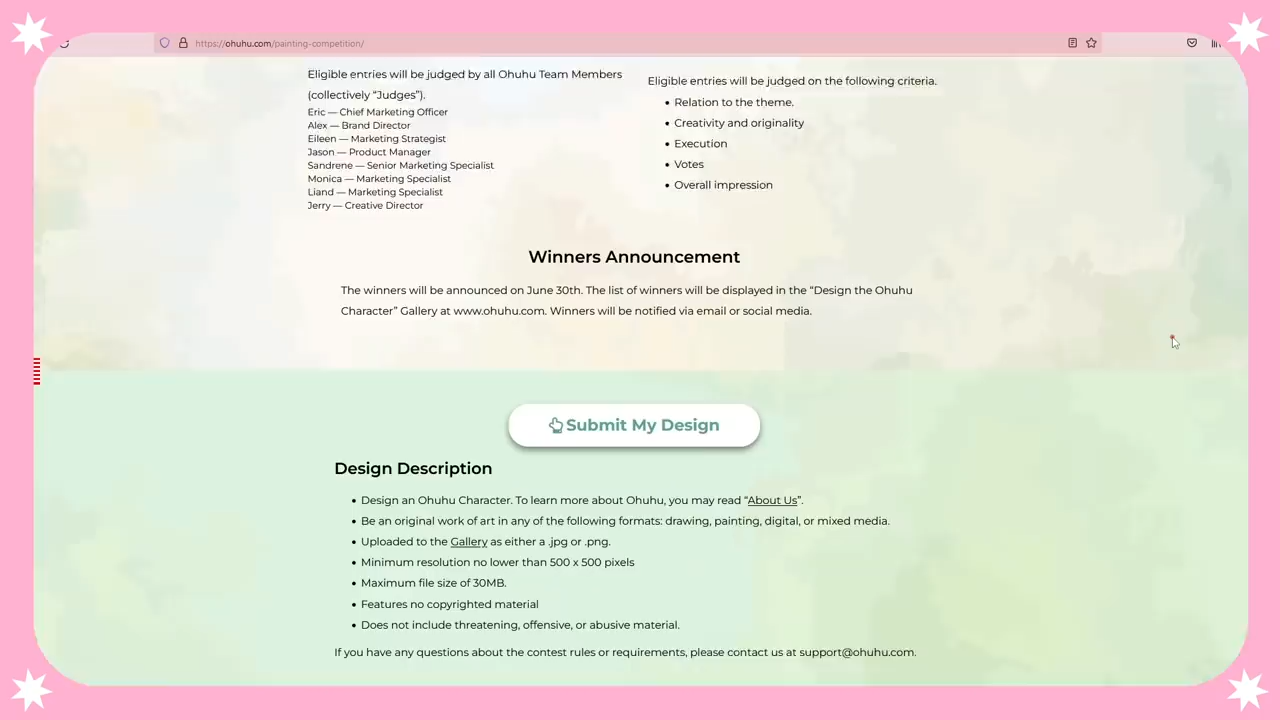 https://ohuhu.com/painting-competition/
Eligible entries will be judged by all Ohuhu Team Members
(collectively “Judges”).
Eric — Chief Marketing Officer
Alex — Brand Director
Eileen — Marketing Strategist
Jason — Product Manager
Sandrene — Senior Marketing Specialist
Monica — Marketing Specialist
Liand — Marketing Specialist
Jerry — Creative Director
Eligible entries will be judged on the following criteria.
• Relation to the theme.
• Creativity and originality
• Execution
• Votes
• Overall impression
Winners Announcement
The winners will be announced on June 30th. The list of winners will be displayed in the “Design the Ohuhu
Character” Gallery at www.ohuhu.com. Winners will be notified via email or social media.
Submit My Design
Design Description
• Design an Ohuhu Character. To learn more about Ohuhu, you may read “About Us”.
• Be an original work of art in any of the following formats: drawing, painting, digital, or mixed media.
• Uploaded to the Gallery as either a .jpg or .png.
• Minimum resolution no lower than 500 x 500 pixels
• Maximum file size of 30MB.
• Features no copyrighted material
• Does not include threatening, offensive, or abusive material.
If you have any questions about the contest rules or requirements, please contact us at support@ohuhu.com.